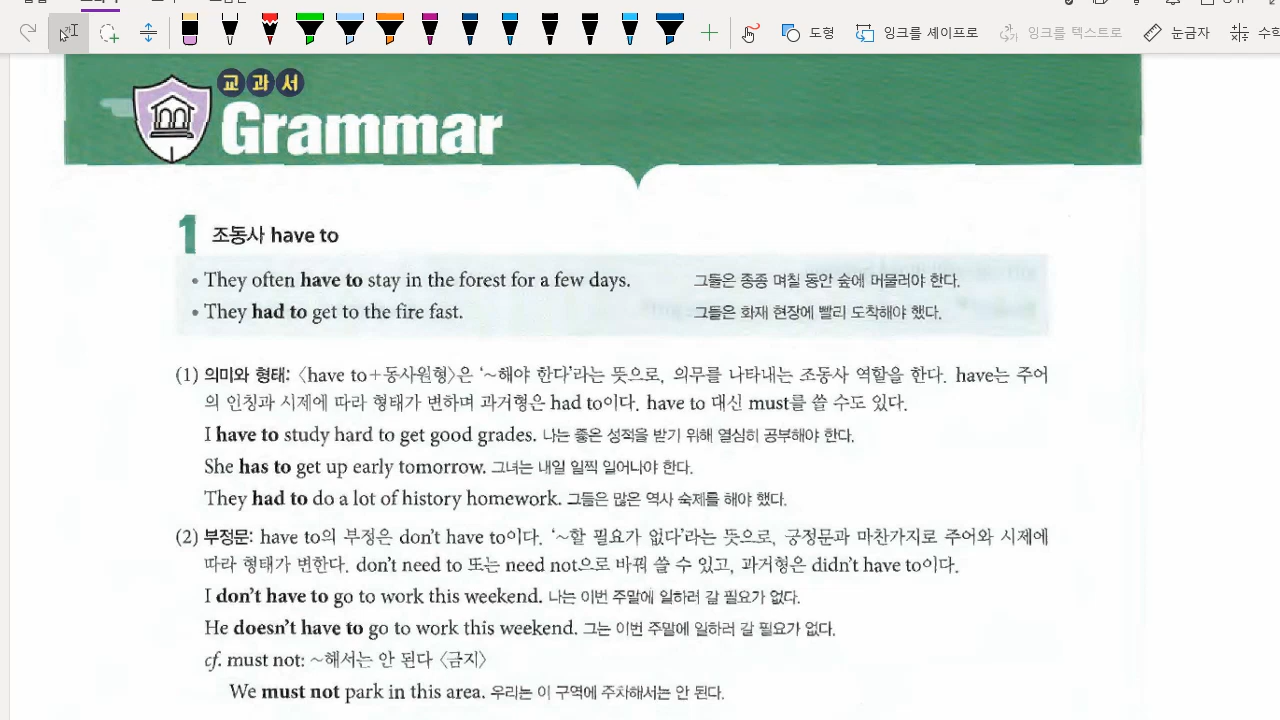 도형
잉크를 셰이프로
잉크를 텍스트로
눈금자
교과서
Grammar
1 조동사 have to
• They often have to stay in the forest for a few days. 그들은 종종 며칠 동안 숲에 머물러야 한다.
• They had to get to the fire fast. 그들은 화재 현장에 빨리 도착해야 했다.
(1) 의미와 형태: 〈have to+동사원형〉은 ‘~해야 한다’라는 뜻으로, 의무를 나타내는 조동사 역할을 한다. have는 주어
의 인칭과 시제에 따라 형태가 변하며 과거형은 had to이다. have to 대신 must를 쓸 수도 있다.
I have to study hard to get good grades. 나는 좋은 성적을 받기 위해 열심히 공부해야 한다.
She has to get up early tomorrow. 그녀는 내일 일찍 일어나야 한다.
They had to do a lot of history homework. 그들은 많은 역사 숙제를 해야 했다.
(2) 부정문: have to의 부정은 don’t have to이다. ‘~할 필요가 없다’라는 뜻으로, 긍정문과 마찬가지로 주어와 시제에
따라 형태가 변한다. don’t need to 또는 need not으로 바꿔 쓸 수 있고, 과거형은 didn’t have to이다.
I don’t have to go to work this weekend. 나는 이번 주말에 일하러 갈 필요가 없다.
He doesn’t have to go to work this weekend. 그는 이번 주말에 일하러 갈 필요가 없다.
cf. must not: ~해서는 안 된다 〈금지〉
We must not park in this area. 우리는 이 구역에 주차해서는 안 된다.